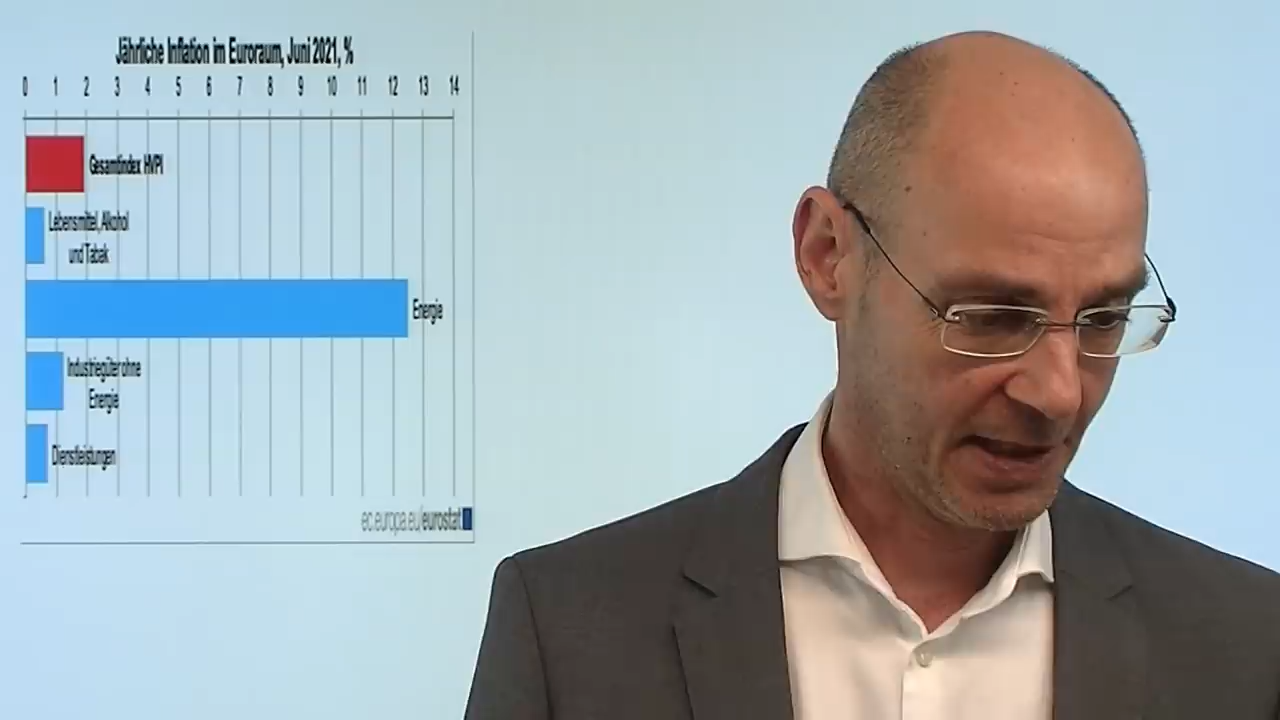 Jährliche Inflation im Euroraum, Juni 2021, %
0 1 2 3 4 5 6 7 8 9 10 11 12 13 14
Gesamtindex HVPI
Lebensmittel, Alkohol
und Tabak
Energie
Industriegüter ohne
Energie
Dienstleistungen
ec.europa.eu/eurostat